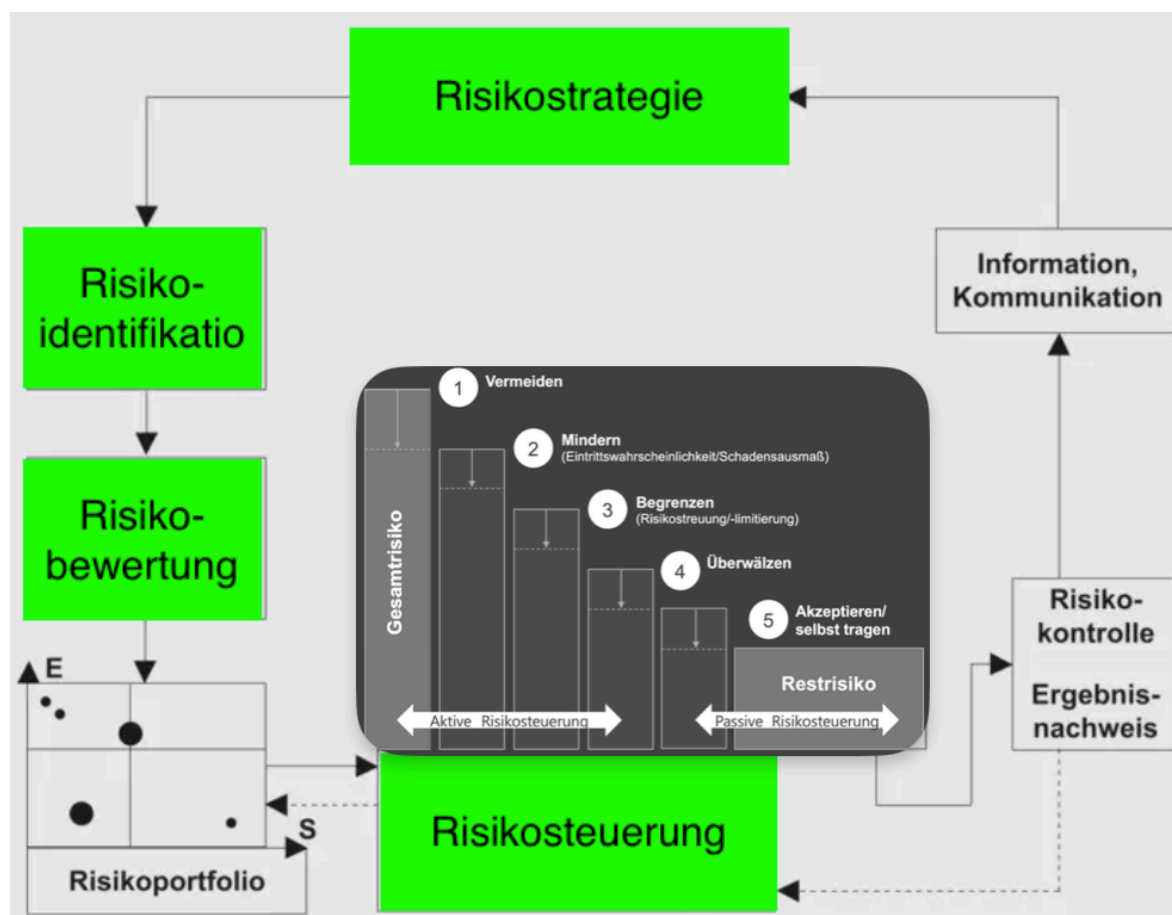 Risikostrategie
Risiko-
identifikatio
Risiko-
bewertung
E
S
Risikoportfolio
1
Vermeiden
2
Mindern
(Eintrittswahrscheinlichkeit/Schadensausmaß)
3
Begrenzen
(Risikostreuung/-limitierung)
4
Überwälzen
5
Akzeptieren/
selbst tragen
Gesamtrisiko
Restrisiko
Aktive Risikosteuerung
Passive Risikosteuerung
Risikosteuerung
Risiko-
kontrolle
Ergebnis-
nachweis
Information,
Kommunikation